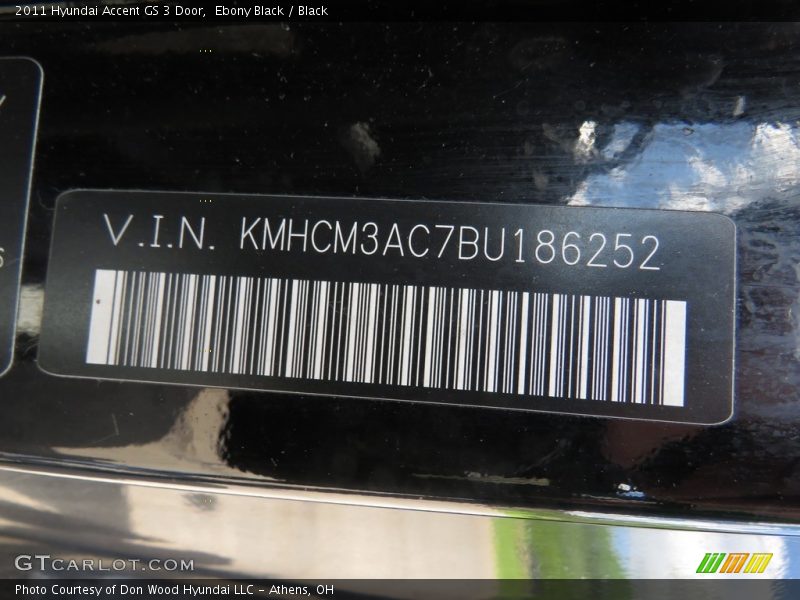 2011 Hyundai Accent GS 3 Door,  Ebony Black / Black
V.I.N. KMHCM3AC7BU186252
GTCARLOT.COM
Photo Courtesy of Don Wood Hyundai LLC - Athens, OH